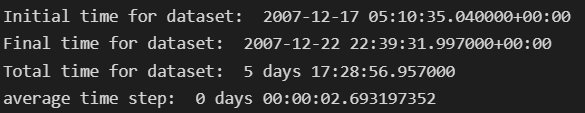 Initial time for dataset:  2007-12-17 05:10:35.040000+00:00
Final time for dataset:  2007-12-22 22:39:31.997000+00:00
Total time for dataset:  5 days 17:28:56.957000
average time step:  0 days 00:00:02.693197352